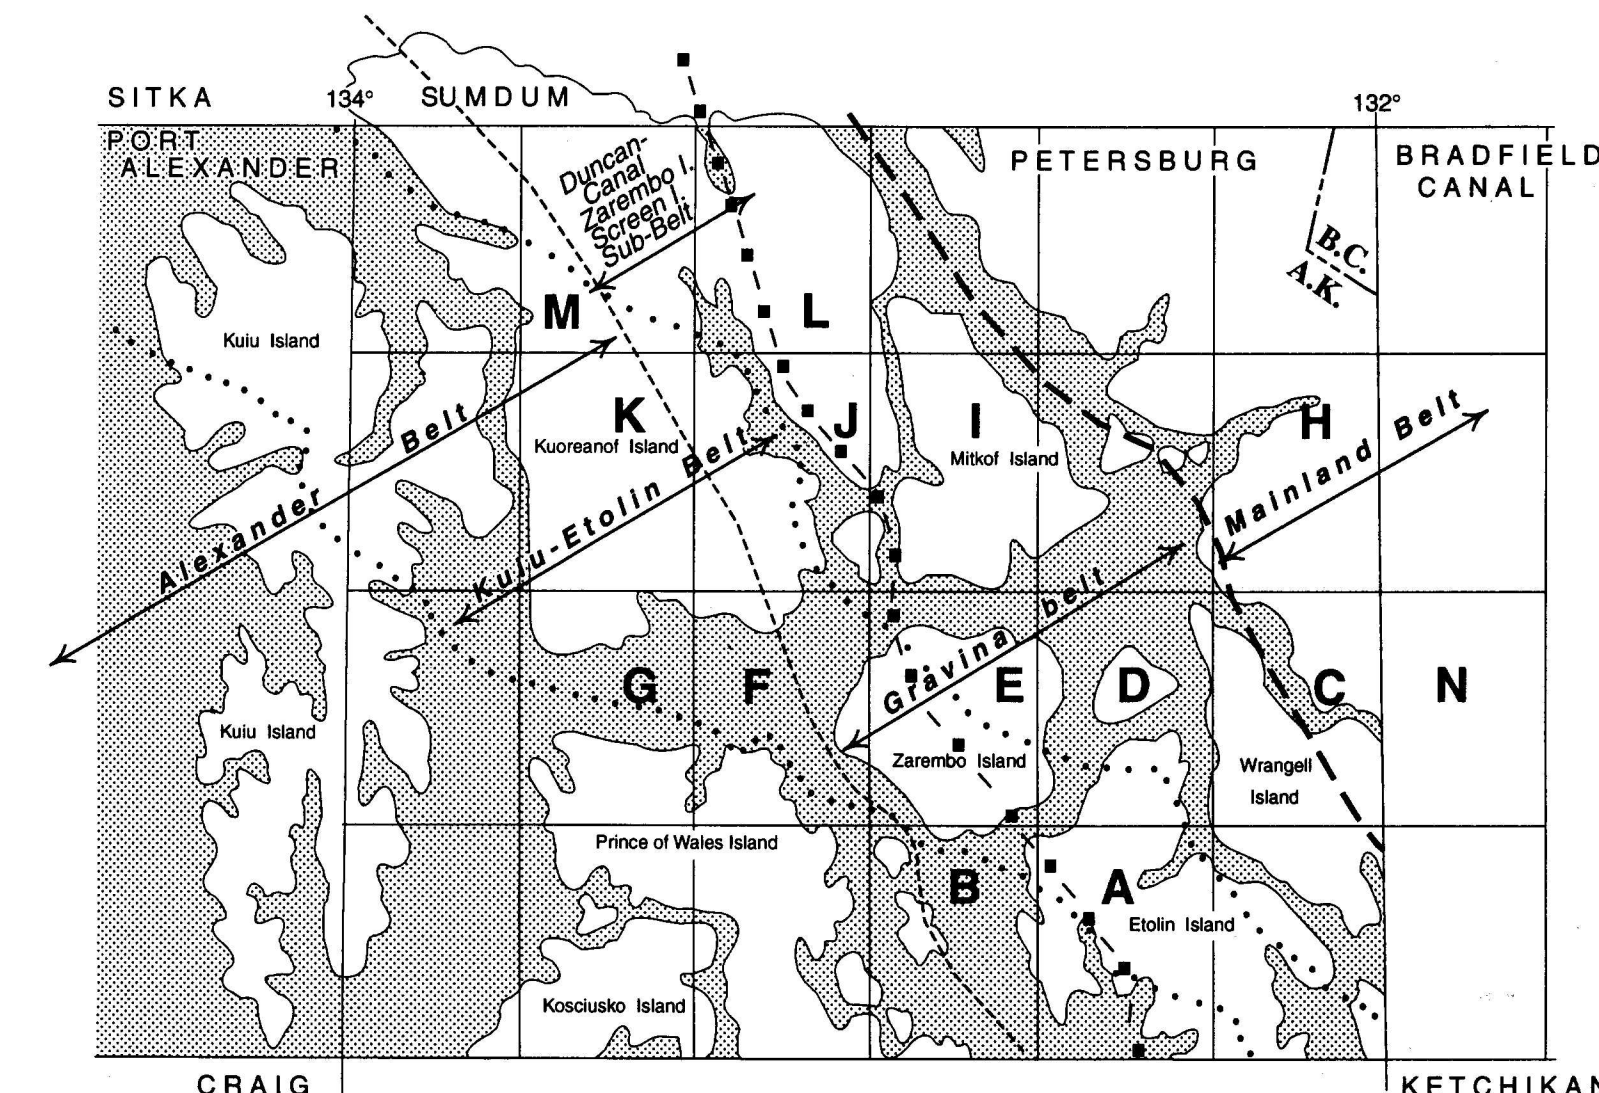 SITKA
134°
SUMDUM
132°
PORT
ALEXANDER
PETERSBURG
BRADFIELD
CANAL
Duncan-
Canal
Zarembo I.
Screen I.
Sub-Belt
B.C.
A.K.
M
L
Kuiu Island
K
J
I
H
Kuoreanof Island
Mitkof Island
Alexander Belt
Kuiu-Etolin Belt
Mainland Belt
Gravina belt
G
F
E
D
C
N
Kuiu Island
Zarembo Island
Wrangell
Island
Prince of Wales Island
B
A
Etolin Island
Kosciusko Island
CRAIG
KETCHIKAN